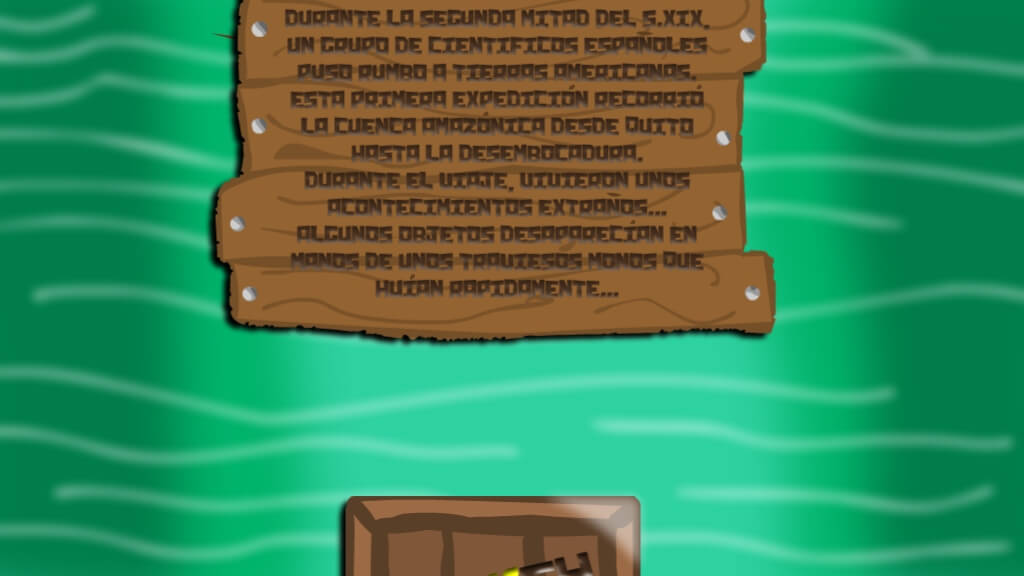 DURANTE LA SEGUNDA MITAD DEL S.XIX,
UN GRUPO DE CIENTIFICOS ESPAÑOLES
PUSO RUMBO A TIERRAS AMERICANAS.
ESTA PRIMERA EXPEDICIÓN RECORRIÓ
LA CUENCA AMAZÓNICA DESDE QUITO
HASTA LA DESEMBOCADURA.
DURANTE EL VIAJE, VIVIERON UNOS
ACONTECIMIENTOS EXTRAÑOS...
ALGUNOS OBJETOS DESAPARECÍAN EN
MANOS DE UNOS TRAVIESOS MONOS QUE
HUÍAN RAPIDAMENTE...